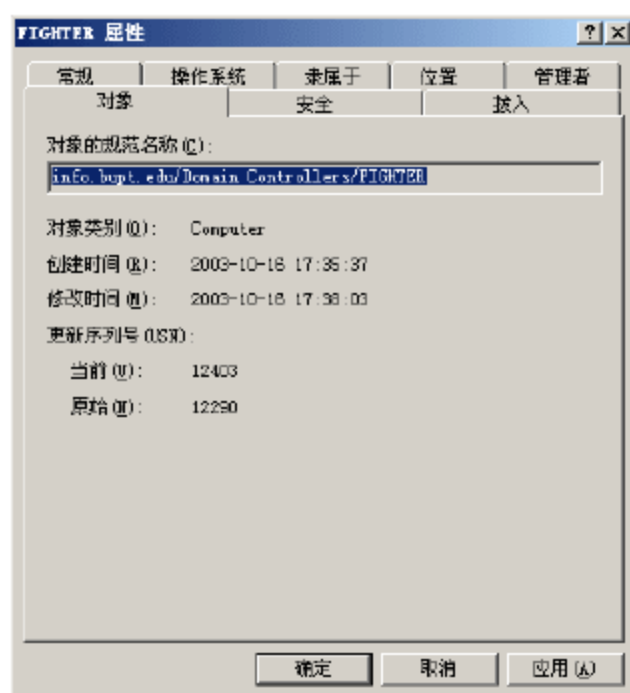 FIGHTER 属性
常规 操作系统 隶属于 位置 管理者
对象 安全 拨入
对象的规范名称(C):
info.bupt.edu/Domain Controllers/FIGHTER
对象类别(O): Computer
创建时间(R): 2003-10-16 17:35:37
修改时间(M): 2003-10-16 17:38:03
更新序列号(USN):
当前(U): 12403
原始(N): 12290
确定 取消 应用(A)